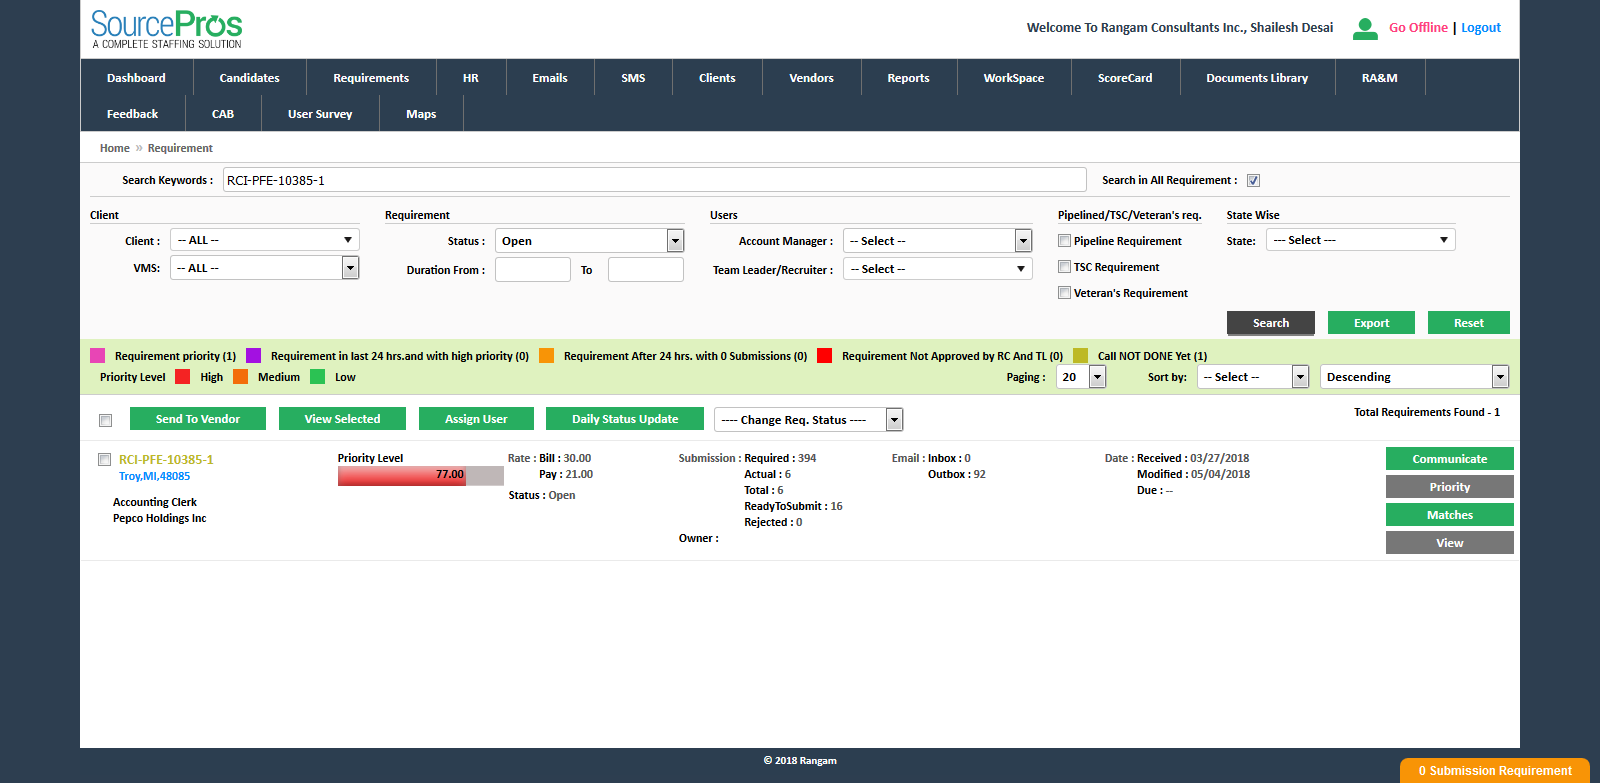 SourcePros
A COMPLETE STAFFING SOLUTION
Welcome To Rangam Consultants Inc., Shailesh Desai Go Offline | Logout
Dashboard Candidates Requirements HR Emails SMS Clients Vendors Reports WorkSpace ScoreCard Documents Library RA&M
Feedback CAB User Survey Maps
Home » Requirement
Search Keywords : RCI-PFE-10385-1 Search in All Requirement :
Client Requirement Users Pipelined/TSC/Veteran's req. State Wise
Client : -- ALL -- Status : Open Account Manager : -- Select -- Pipeline Requirement State: --- Select ---
VMS: -- ALL -- Duration From : To Team Leader/Recruiter : -- Select -- TSC Requirement
Veteran's Requirement
Search Export Reset
Requirement priority (1) Requirement in last 24 hrs.and with high priority (0) Requirement After 24 hrs. with 0 Submissions (0) Requirement Not Approved by RC And TL (0) Call NOT DONE Yet (1)
Priority Level High Medium Low Paging : 20 Sort by: -- Select -- Descending
Send To Vendor View Selected Assign User Daily Status Update ---- Change Req. Status ---- Total Requirements Found - 1
RCI-PFE-10385-1 Priority Level Rate : Bill : 30.00 Submission : Required : 394 Email : Inbox : 0 Date : Received : 03/27/2018 Communicate
Troy,MI,48085 77.00 Pay : 21.00 Actual : 6 Outbox : 92 Modified : 05/04/2018
Status : Open Total : 6 Due : -- Priority
Accounting Clerk ReadyToSubmit : 16
Pepco Holdings Inc Rejected : 0 Matches
Owner : View
© 2018 Rangam
0 Submission Requirement